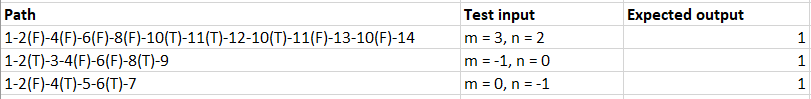 Path Test input Expected output
1-2(F)-4(F)-6(F)-8(F)-10(T)-11(T)-12-10(T)-11(F)-13-10(F)-14 m = 3, n = 2 1
1-2(T)-3-4(F)-6(F)-8(T)-9 m = -1, n = 0 1
1-2(F)-4(T)-5-6(T)-7 m = 0, n = -1 1